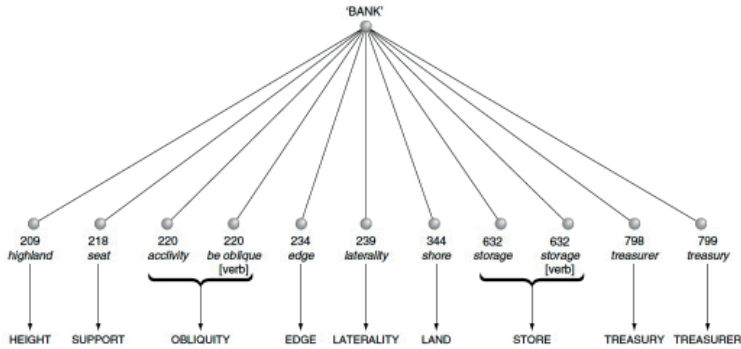 'BANK'
209 218 220 220 234 239 344 632 632 798 799
highland seat acclivity be oblique edge laterality shore storage storage treasurer treasury
[verb] [verb]
HEIGHT SUPPORT OBLIQUITY EDGE LATERALITY LAND STORE TREASURY TREASURER